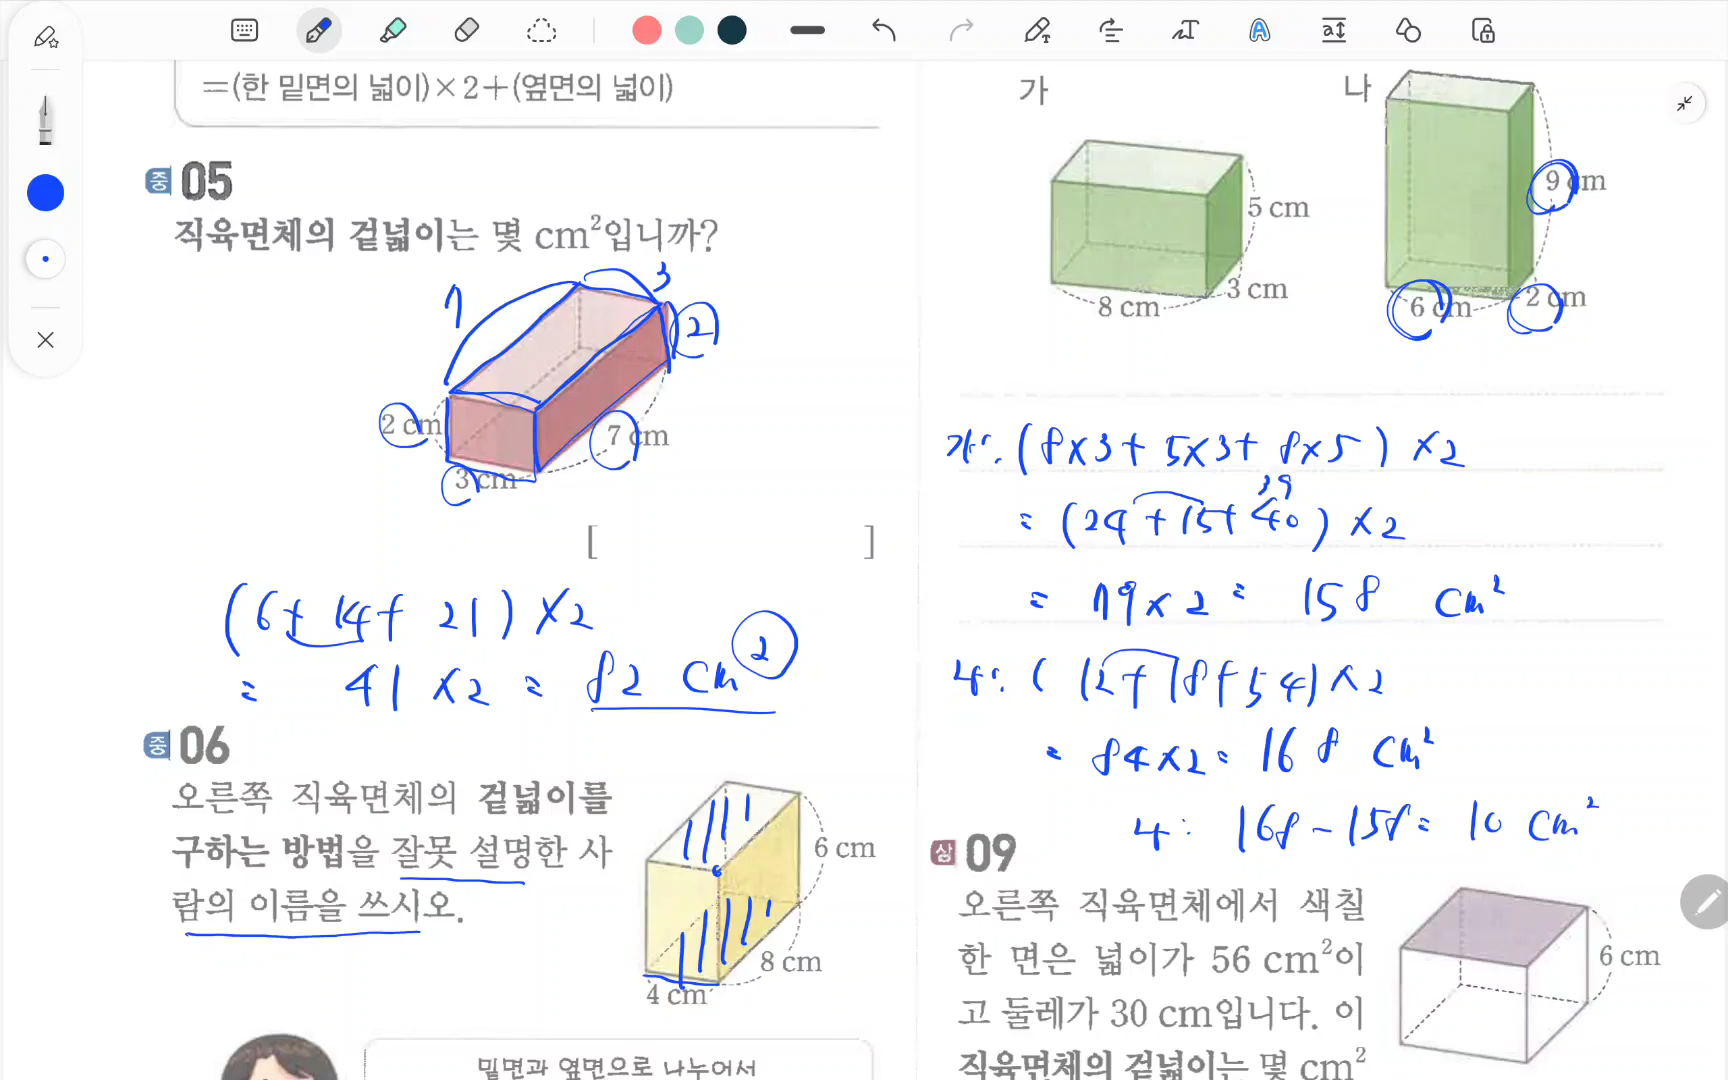 =(한 밑면의 넓이)×2+(옆면의 넓이)
중 05
직육면체의 겉넓이는 몇 cm²입니까?
7
3
2
2 cm
7 cm
3 cm
[ ]
(6+14+21)×2
= 41×2= 82 cm²
중 06
오른쪽 직육면체의 겉넓이를
구하는 방법을 잘못 설명한 사
람의 이름을 쓰시오.
6 cm
8 cm
4 cm
밑면과 옆면으로 나누어서
가
나
5 cm
3 cm
8 cm
9 cm
6 cm
2 cm
가: (8×3+5×3+8×5)×2
39
= (24+15+40)×2
= 79×2= 158 cm²
나: (12+18+54)×2
= 84×2= 168 cm²
나: 168-158= 10 cm²
상 09
오른쪽 직육면체에서 색칠
한 면은 넓이가 56 cm²이
고 둘레가 30 cm입니다. 이
직육면체의 겉넓이는 몇 cm²
6 cm